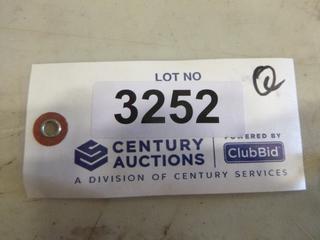 LOT NO
3252
CENTURY
AUCTIONS
POWERED BY
ClubBid
A DIVISION OF CENTURY SERVICES